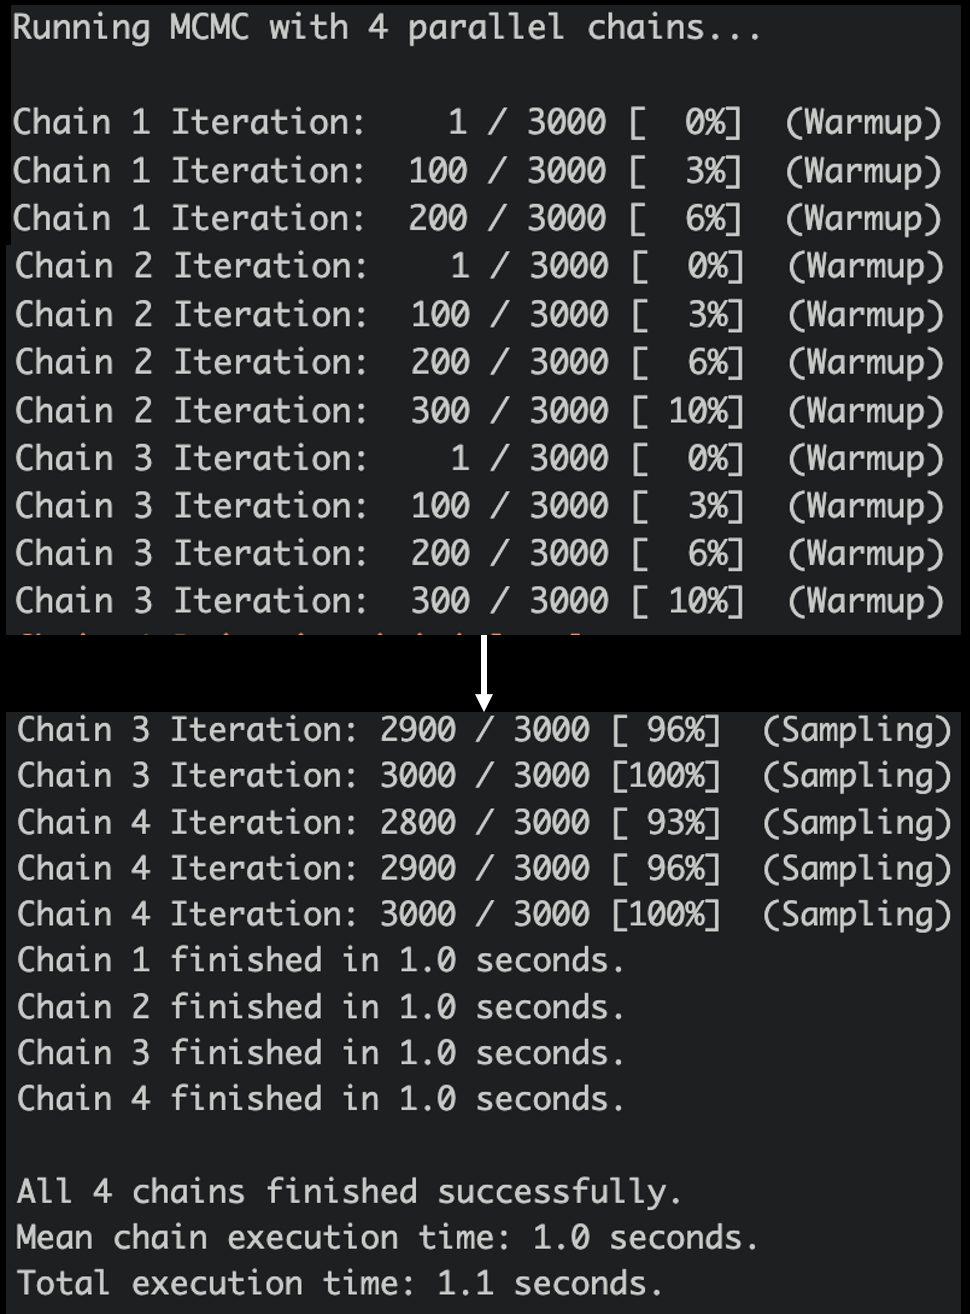 Running MCMC with 4 parallel chains...
Chain 1 Iteration:    1 / 3000 [  0%]  (Warmup)
Chain 1 Iteration:  100 / 3000 [  3%]  (Warmup)
Chain 1 Iteration:  200 / 3000 [  6%]  (Warmup)
Chain 2 Iteration:    1 / 3000 [  0%]  (Warmup)
Chain 2 Iteration:  100 / 3000 [  3%]  (Warmup)
Chain 2 Iteration:  200 / 3000 [  6%]  (Warmup)
Chain 2 Iteration:  300 / 3000 [ 10%]  (Warmup)
Chain 3 Iteration:    1 / 3000 [  0%]  (Warmup)
Chain 3 Iteration:  100 / 3000 [  3%]  (Warmup)
Chain 3 Iteration:  200 / 3000 [  6%]  (Warmup)
Chain 3 Iteration:  300 / 3000 [ 10%]  (Warmup)
Chain 3 Iteration: 2900 / 3000 [ 96%]  (Sampling)
Chain 3 Iteration: 3000 / 3000 [100%]  (Sampling)
Chain 4 Iteration: 2800 / 3000 [ 93%]  (Sampling)
Chain 4 Iteration: 2900 / 3000 [ 96%]  (Sampling)
Chain 4 Iteration: 3000 / 3000 [100%]  (Sampling)
Chain 1 finished in 1.0 seconds.
Chain 2 finished in 1.0 seconds.
Chain 3 finished in 1.0 seconds.
Chain 4 finished in 1.0 seconds.
All 4 chains finished successfully.
Mean chain execution time: 1.0 seconds.
Total execution time: 1.1 seconds.